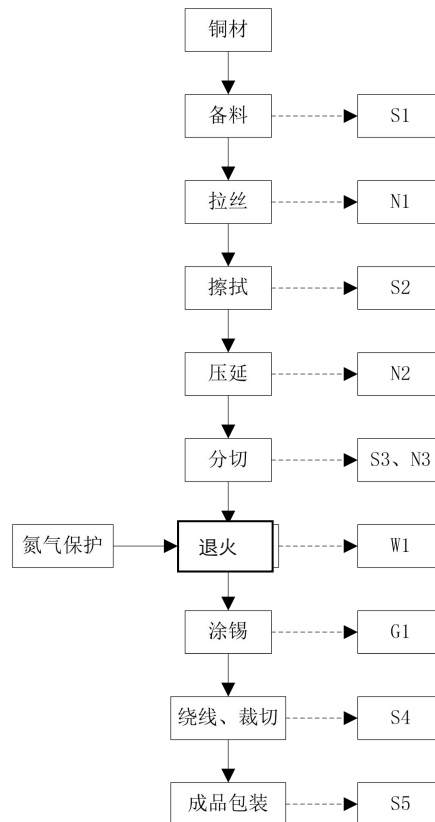 铜材
备料 S1
拉丝 N1
擦拭 S2
压延 N2
分切 S3、N3
氮气保护 退火 W1
涂锡 G1
绕线、裁切 S4
成品包装 S5